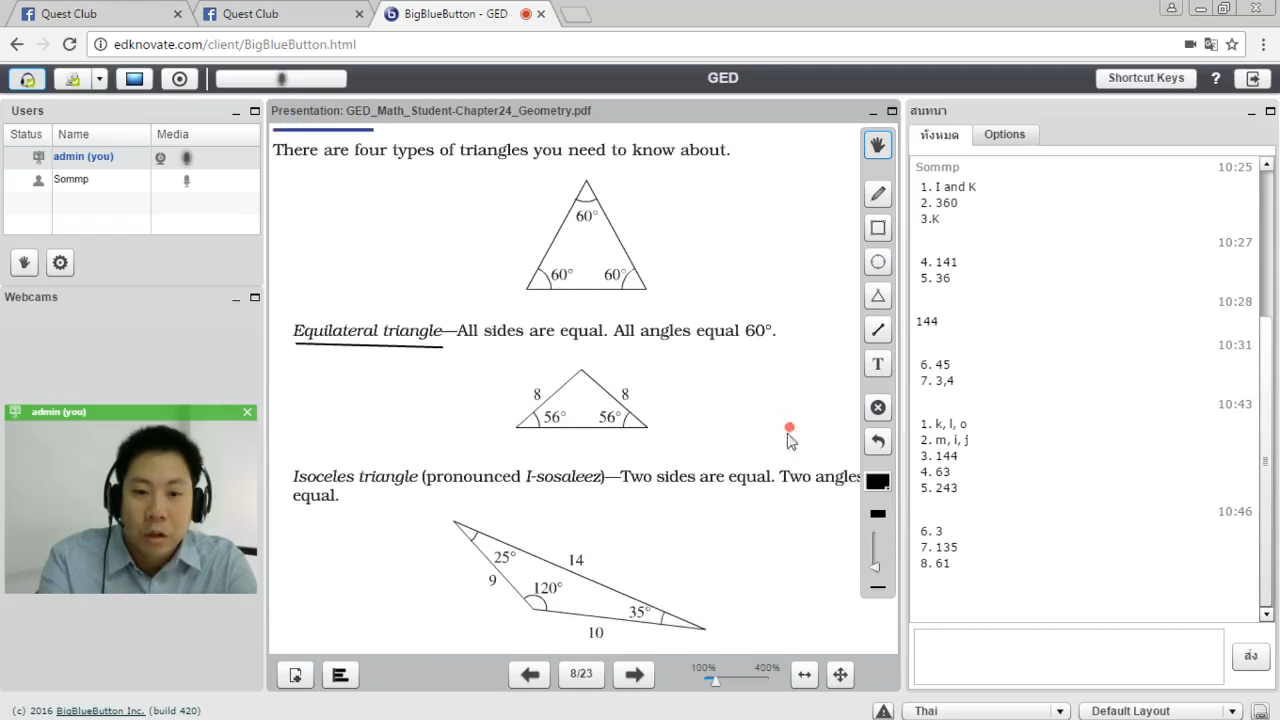 Quest Club
Quest Club
BigBlueButton - GED
edknovate.com/client/BigBlueButton.html
GED
Shortcut Keys
?
Users
Status Name Media
admin (you)
Sommp
Webcams
admin (you)
Presentation: GED_Math_Student-Chapter24_Geometry.pdf
There are four types of triangles you need to know about.
60°
60° 60°
Equilateral triangle—All sides are equal. All angles equal 60°.
8 8
56° 56°
Isoceles triangle (pronounced I-sosaleez)—Two sides are equal. Two angles
equal.
25° 14
9
120°
35°
10
T
8/23
100% 400%
สนทนา
ทั้งหมด Options
Sommp 10:25
1. I and K
2. 360
3.K
10:27
4. 141
5. 36
10:28
144
10:31
6. 45
7. 3,4
10:43
1. k, l, o
2. m, i, j
3. 144
4. 63
5. 243
10:46
6. 3
7. 135
8. 61
ส่ง
(c) 2016 BigBlueButton Inc. (build 420)
Thai
Default Layout